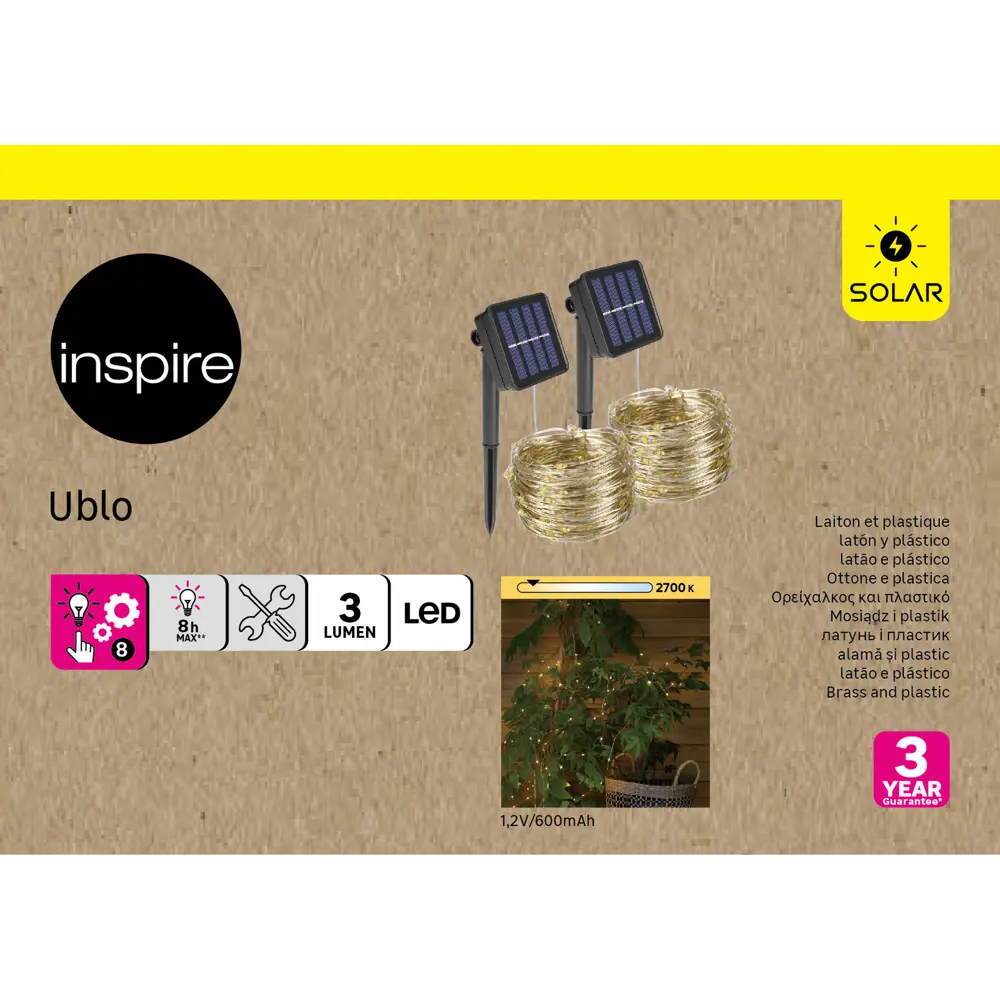 SOLAR
inspire
Ublo
8
8h
MAX**
3
LUMEN
LED
2700 K
1,2V/600mAh
Laiton et plastique
latón y plástico
latão e plástico
Ottone e plastica
Ορείχαλκος και πλαστικό
Mosiądz i plastik
латунь і пластик
alamă și plastic
latão e plástico
Brass and plastic
3
YEAR
Guarantee*